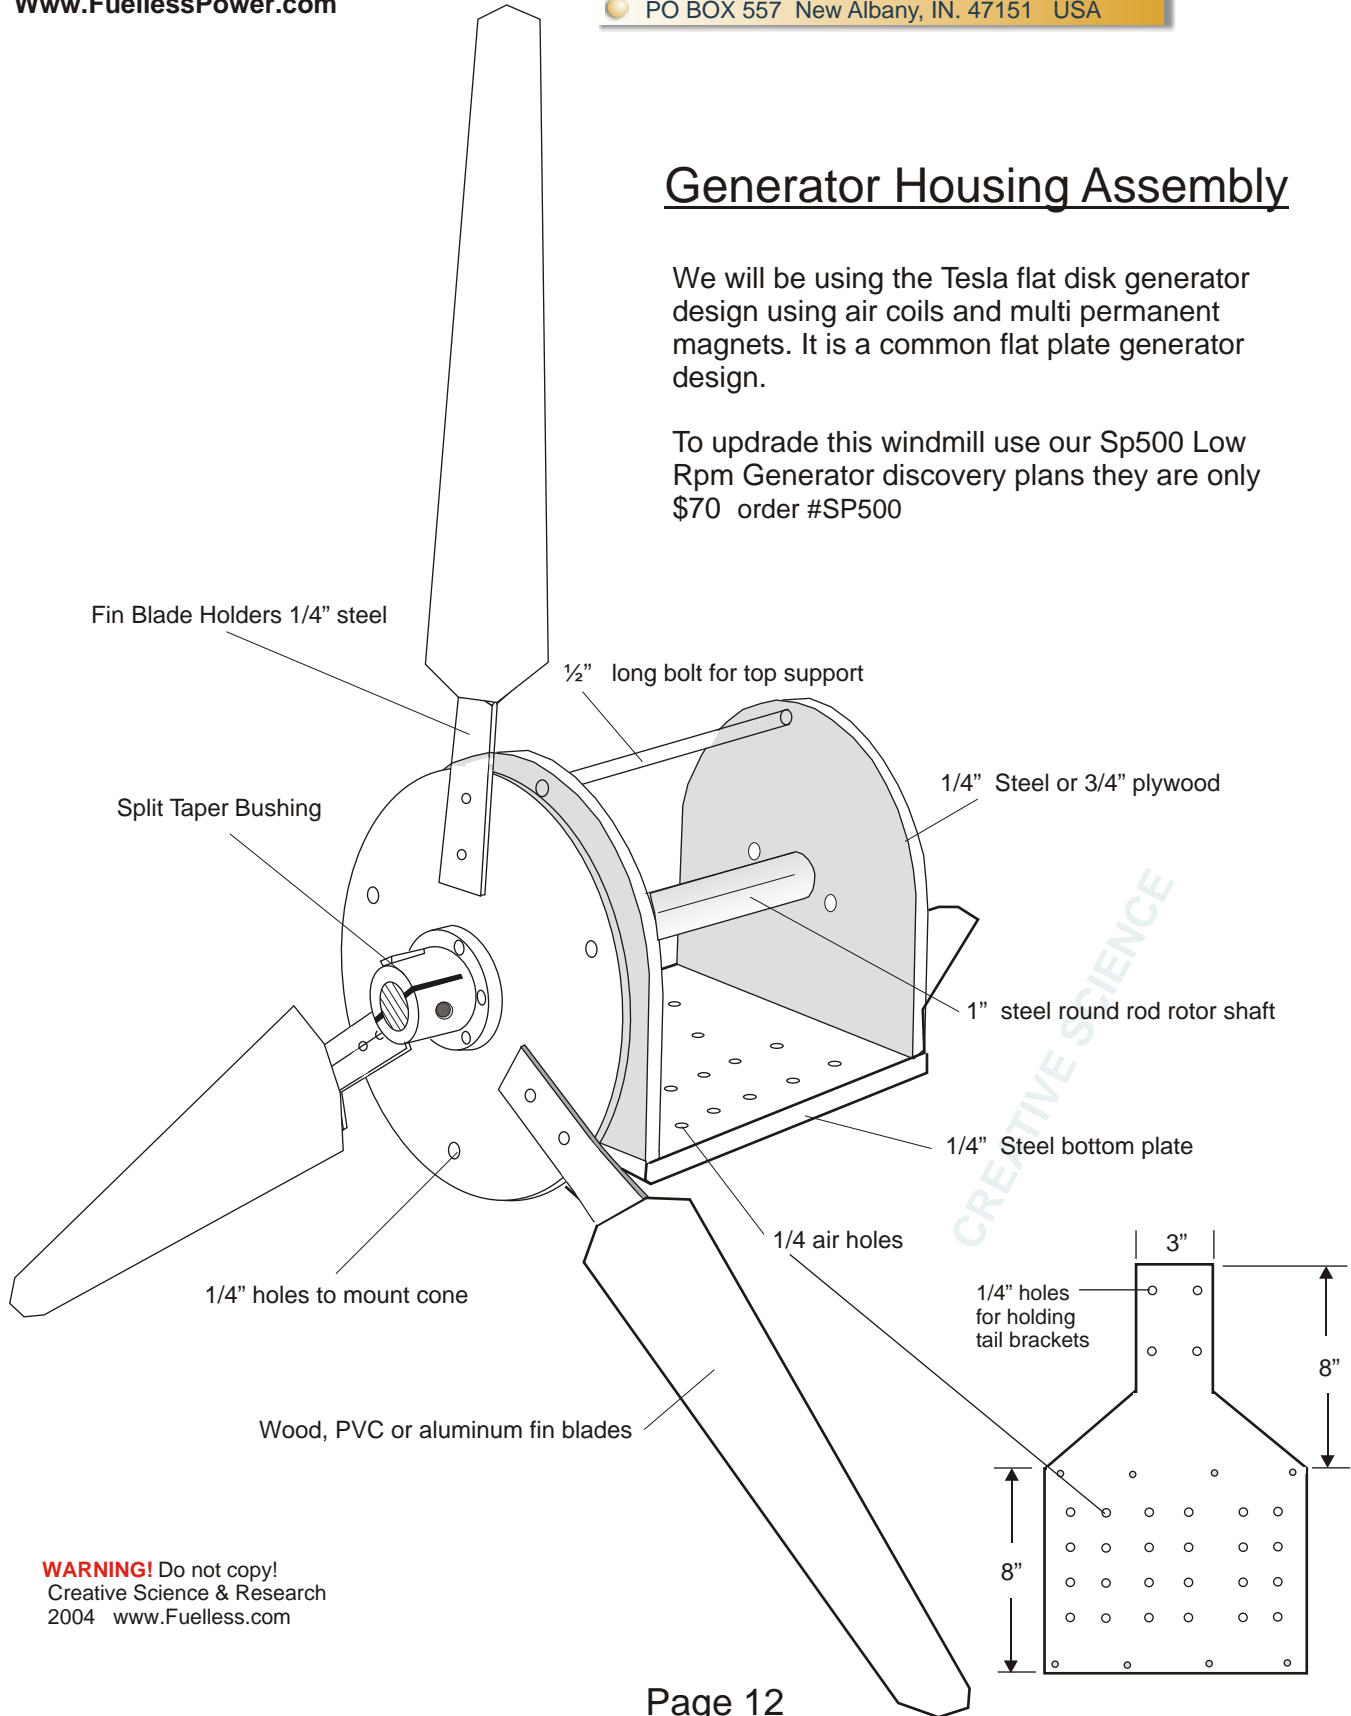 Www.FuellessPower.com
PO BOX 557 New Albany, IN. 47151 USA
Generator Housing Assembly
We will be using the Tesla flat disk generator
design using air coils and multi permanent
magnets. It is a common flat plate generator
design.
To updrade this windmill use our Sp500 Low
Rpm Generator discovery plans they are only
$70 order #SP500
Fin Blade Holders 1/4” steel
½” long bolt for top support
1/4” Steel or 3/4” plywood
Split Taper Bushing
1” steel round rod rotor shaft
CREATIVE SCIENCE
1/4” Steel bottom plate
1/4 air holes
1/4” holes to mount cone
3”
1/4” holes
for holding
tail brackets
8”
Wood, PVC or aluminum fin blades
8”
WARNING! Do not copy!
Creative Science & Research
2004 www.Fuelless.com
Page 12